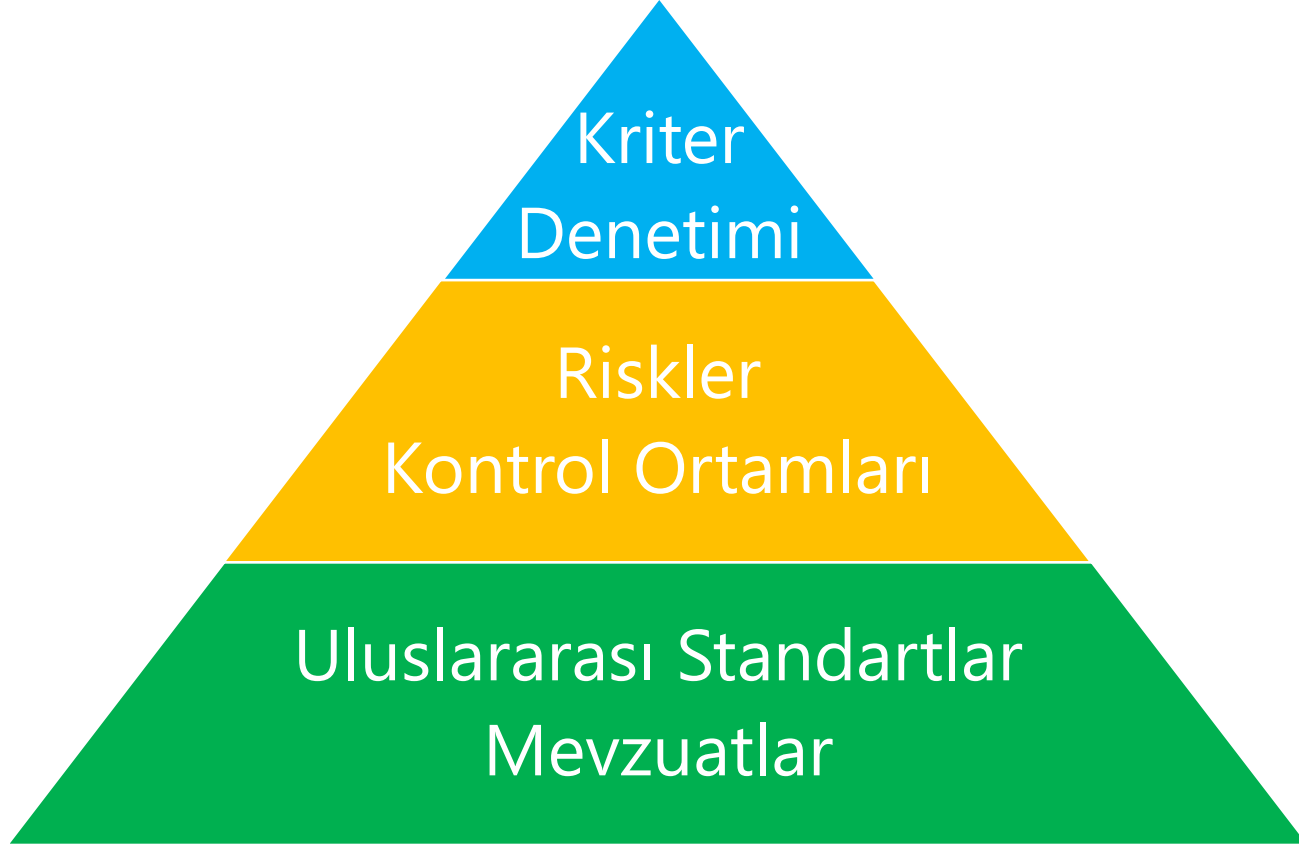 Kriter
Denetimi
Riskler
Kontrol Ortamları
Uluslararası Standartlar
Mevzuatlar